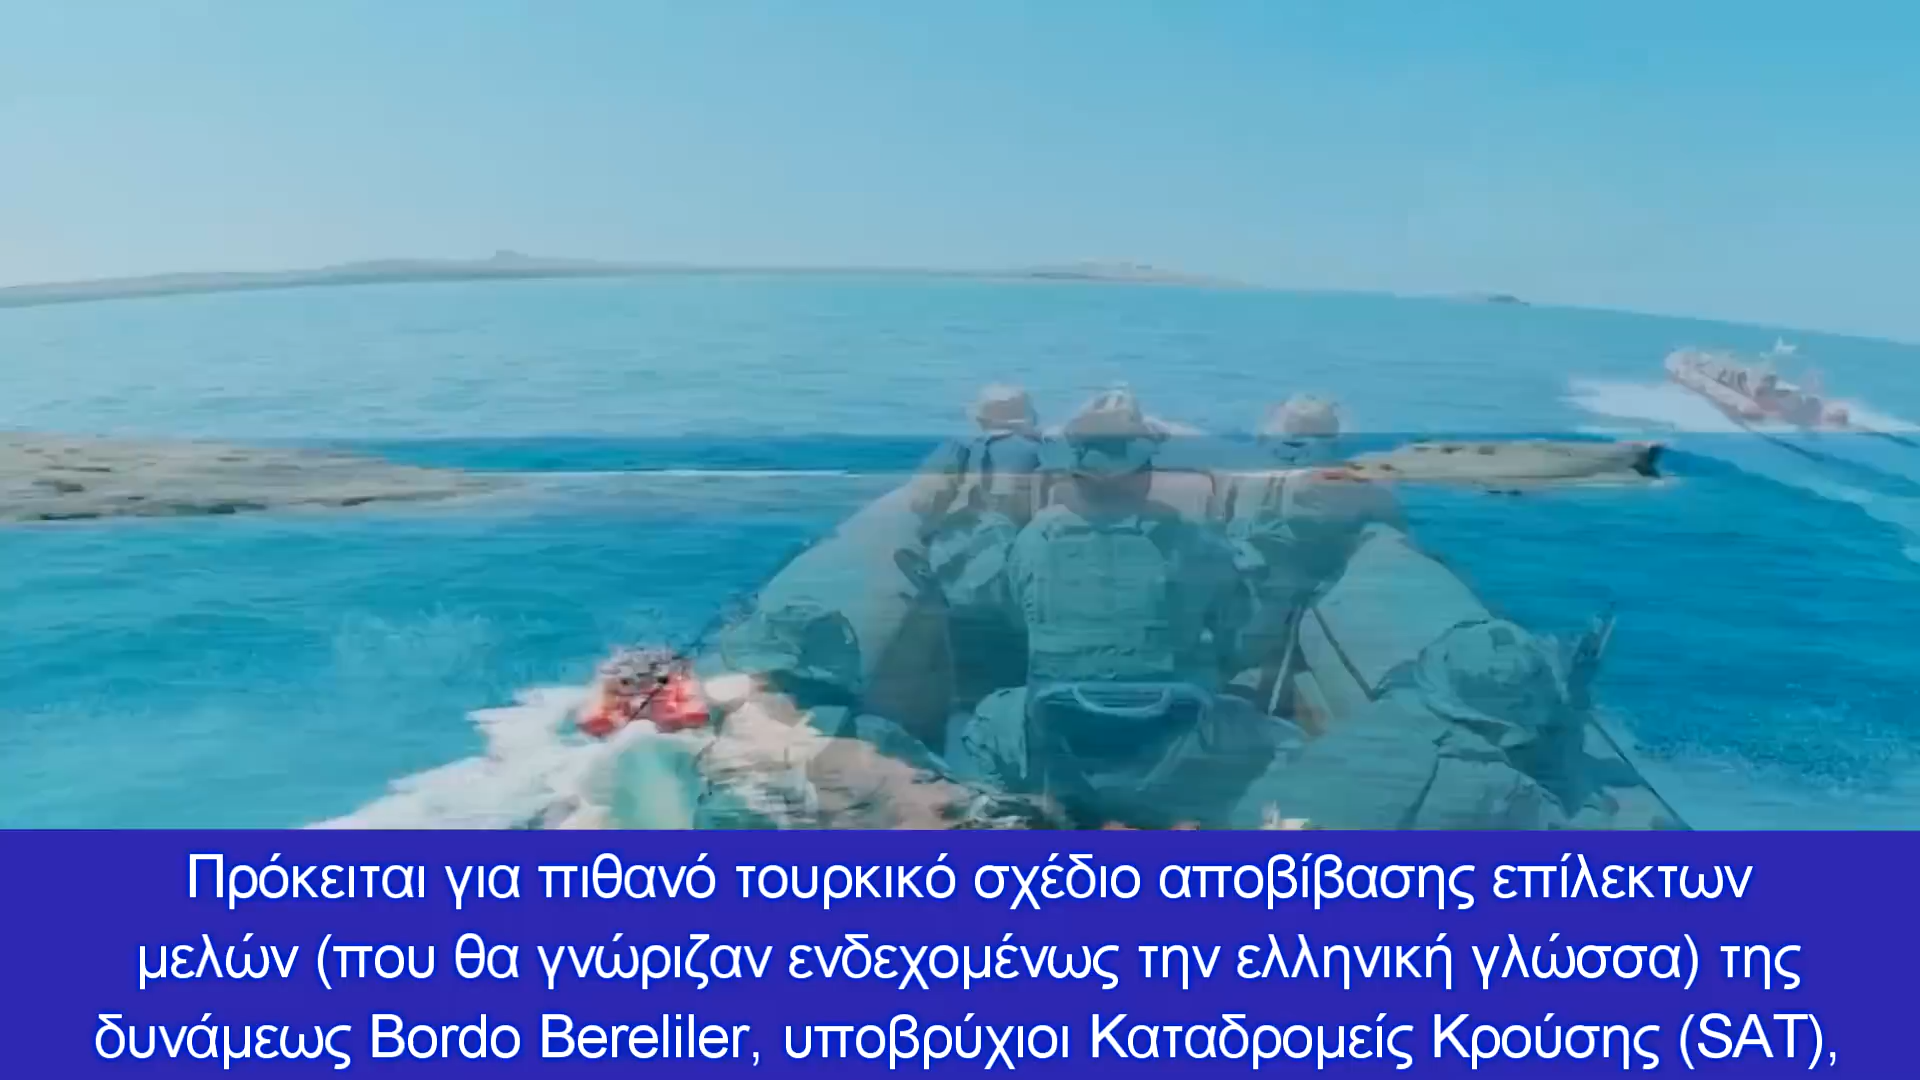 Πρόκειται για πιθανό τουρκικό σχέδιο αποβίβασης επίλεκτων
μελών (που θα γνώριζαν ενδεχομένως την ελληνική γλώσσα) της
δυνάμεως Bordo Bereliler, υποβρύχιοι Καταδρομείς Κρούσης (SAT),